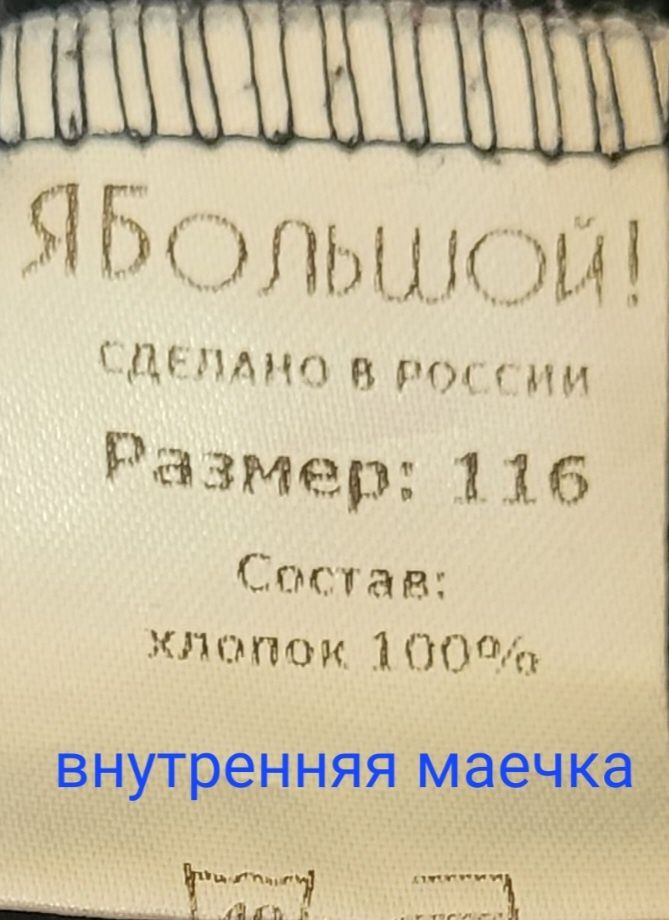 ЯБОЛЬШОЙ!
СДЕЛАНО В РОССИИ
Размер: 116
Состав:
хлопок 100%
внутренняя маечка